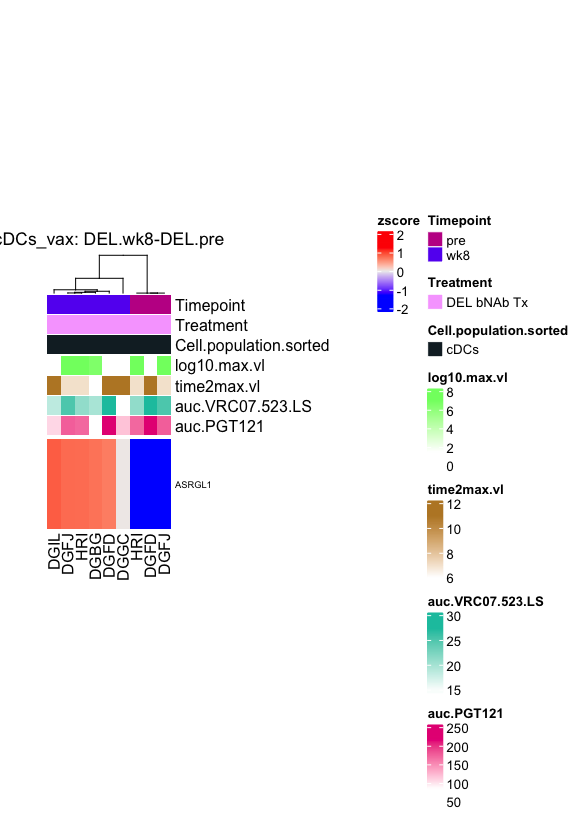 cDCs_vax: DEL.wk8-DEL.pre
Timepoint
Treatment
Cell.population.sorted
log10.max.vl
time2max.vl
auc.VRC07.523.LS
auc.PGT121
ASRGL1
DGIL
DGFJ
HRI
DGBG
DGFD
DGGC
HRI
DGFD
DGFJ
zscore
2
1
0
-1
-2
Timepoint
pre
wk8
Treatment
DEL bNAb Tx
Cell.population.sorted
cDCs
log10.max.vl
8
6
4
2
0
time2max.vl
12
10
8
6
auc.VRC07.523.LS
30
25
20
15
auc.PGT121
250
200
150
100
50